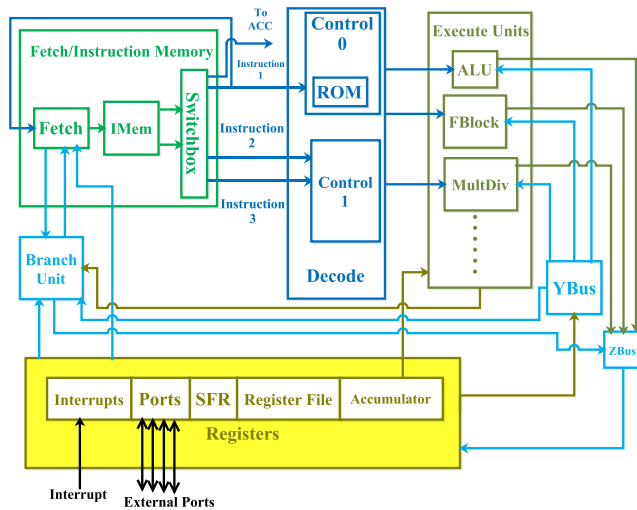 To
ACC
Fetch/Instruction Memory
Instruction
1
Control
0
ROM
Execute Units
ALU
Fetch
IMem
Switchbox
FBlock
Instruction
2
Control
1
MultDiv
Instruction
3
Branch
Unit
Decode
YBus
ZBus
Interrupts
Ports
SFR
Register File
Accumulator
Registers
Interrupt
External Ports